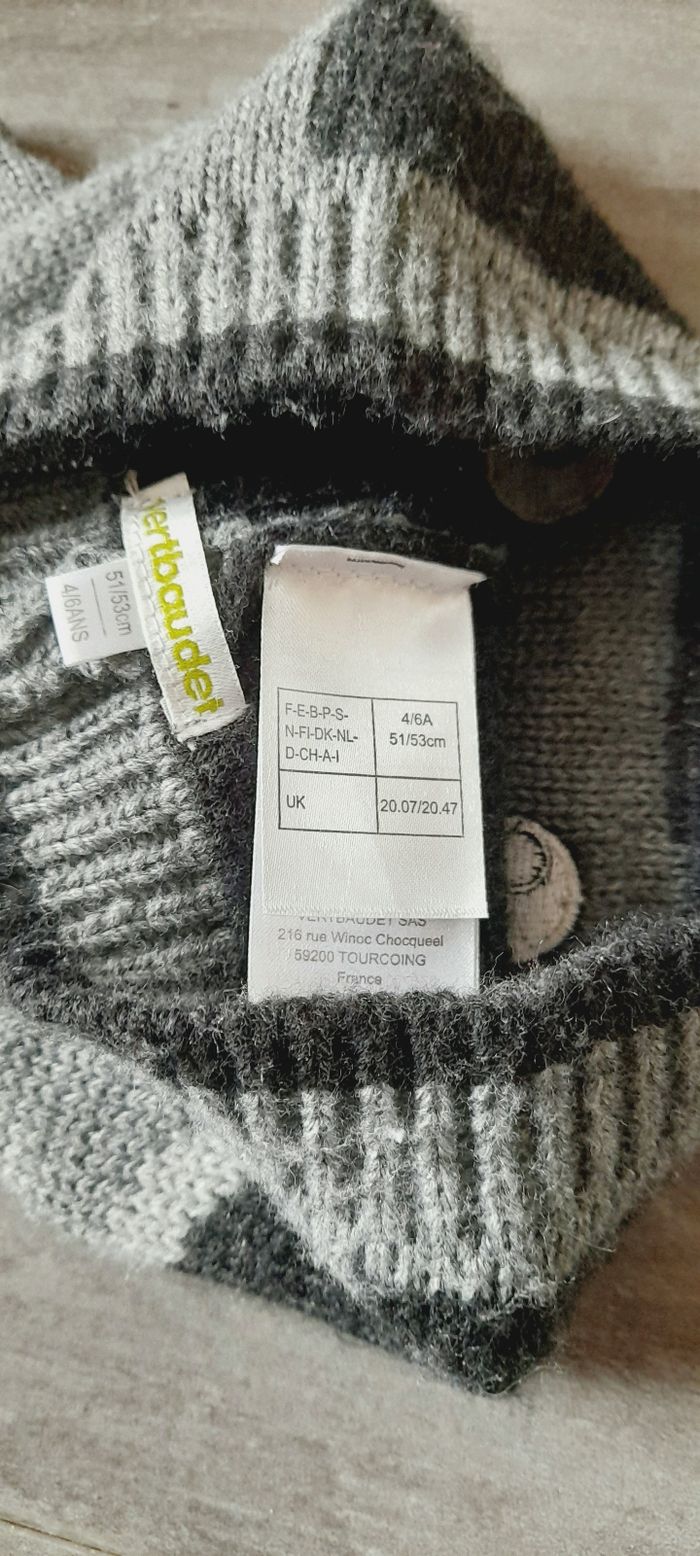 vertbaudet
51/53cm
4/6ANS
F-E-B-P-S-
N-FI-DK-NL-
D-CH-A-I
4/6A
51/53cm
UK
20.07/20.47
VERTBAUDET SAS
216 rue Winoc Chocqueel
59200 TOURCOING
France